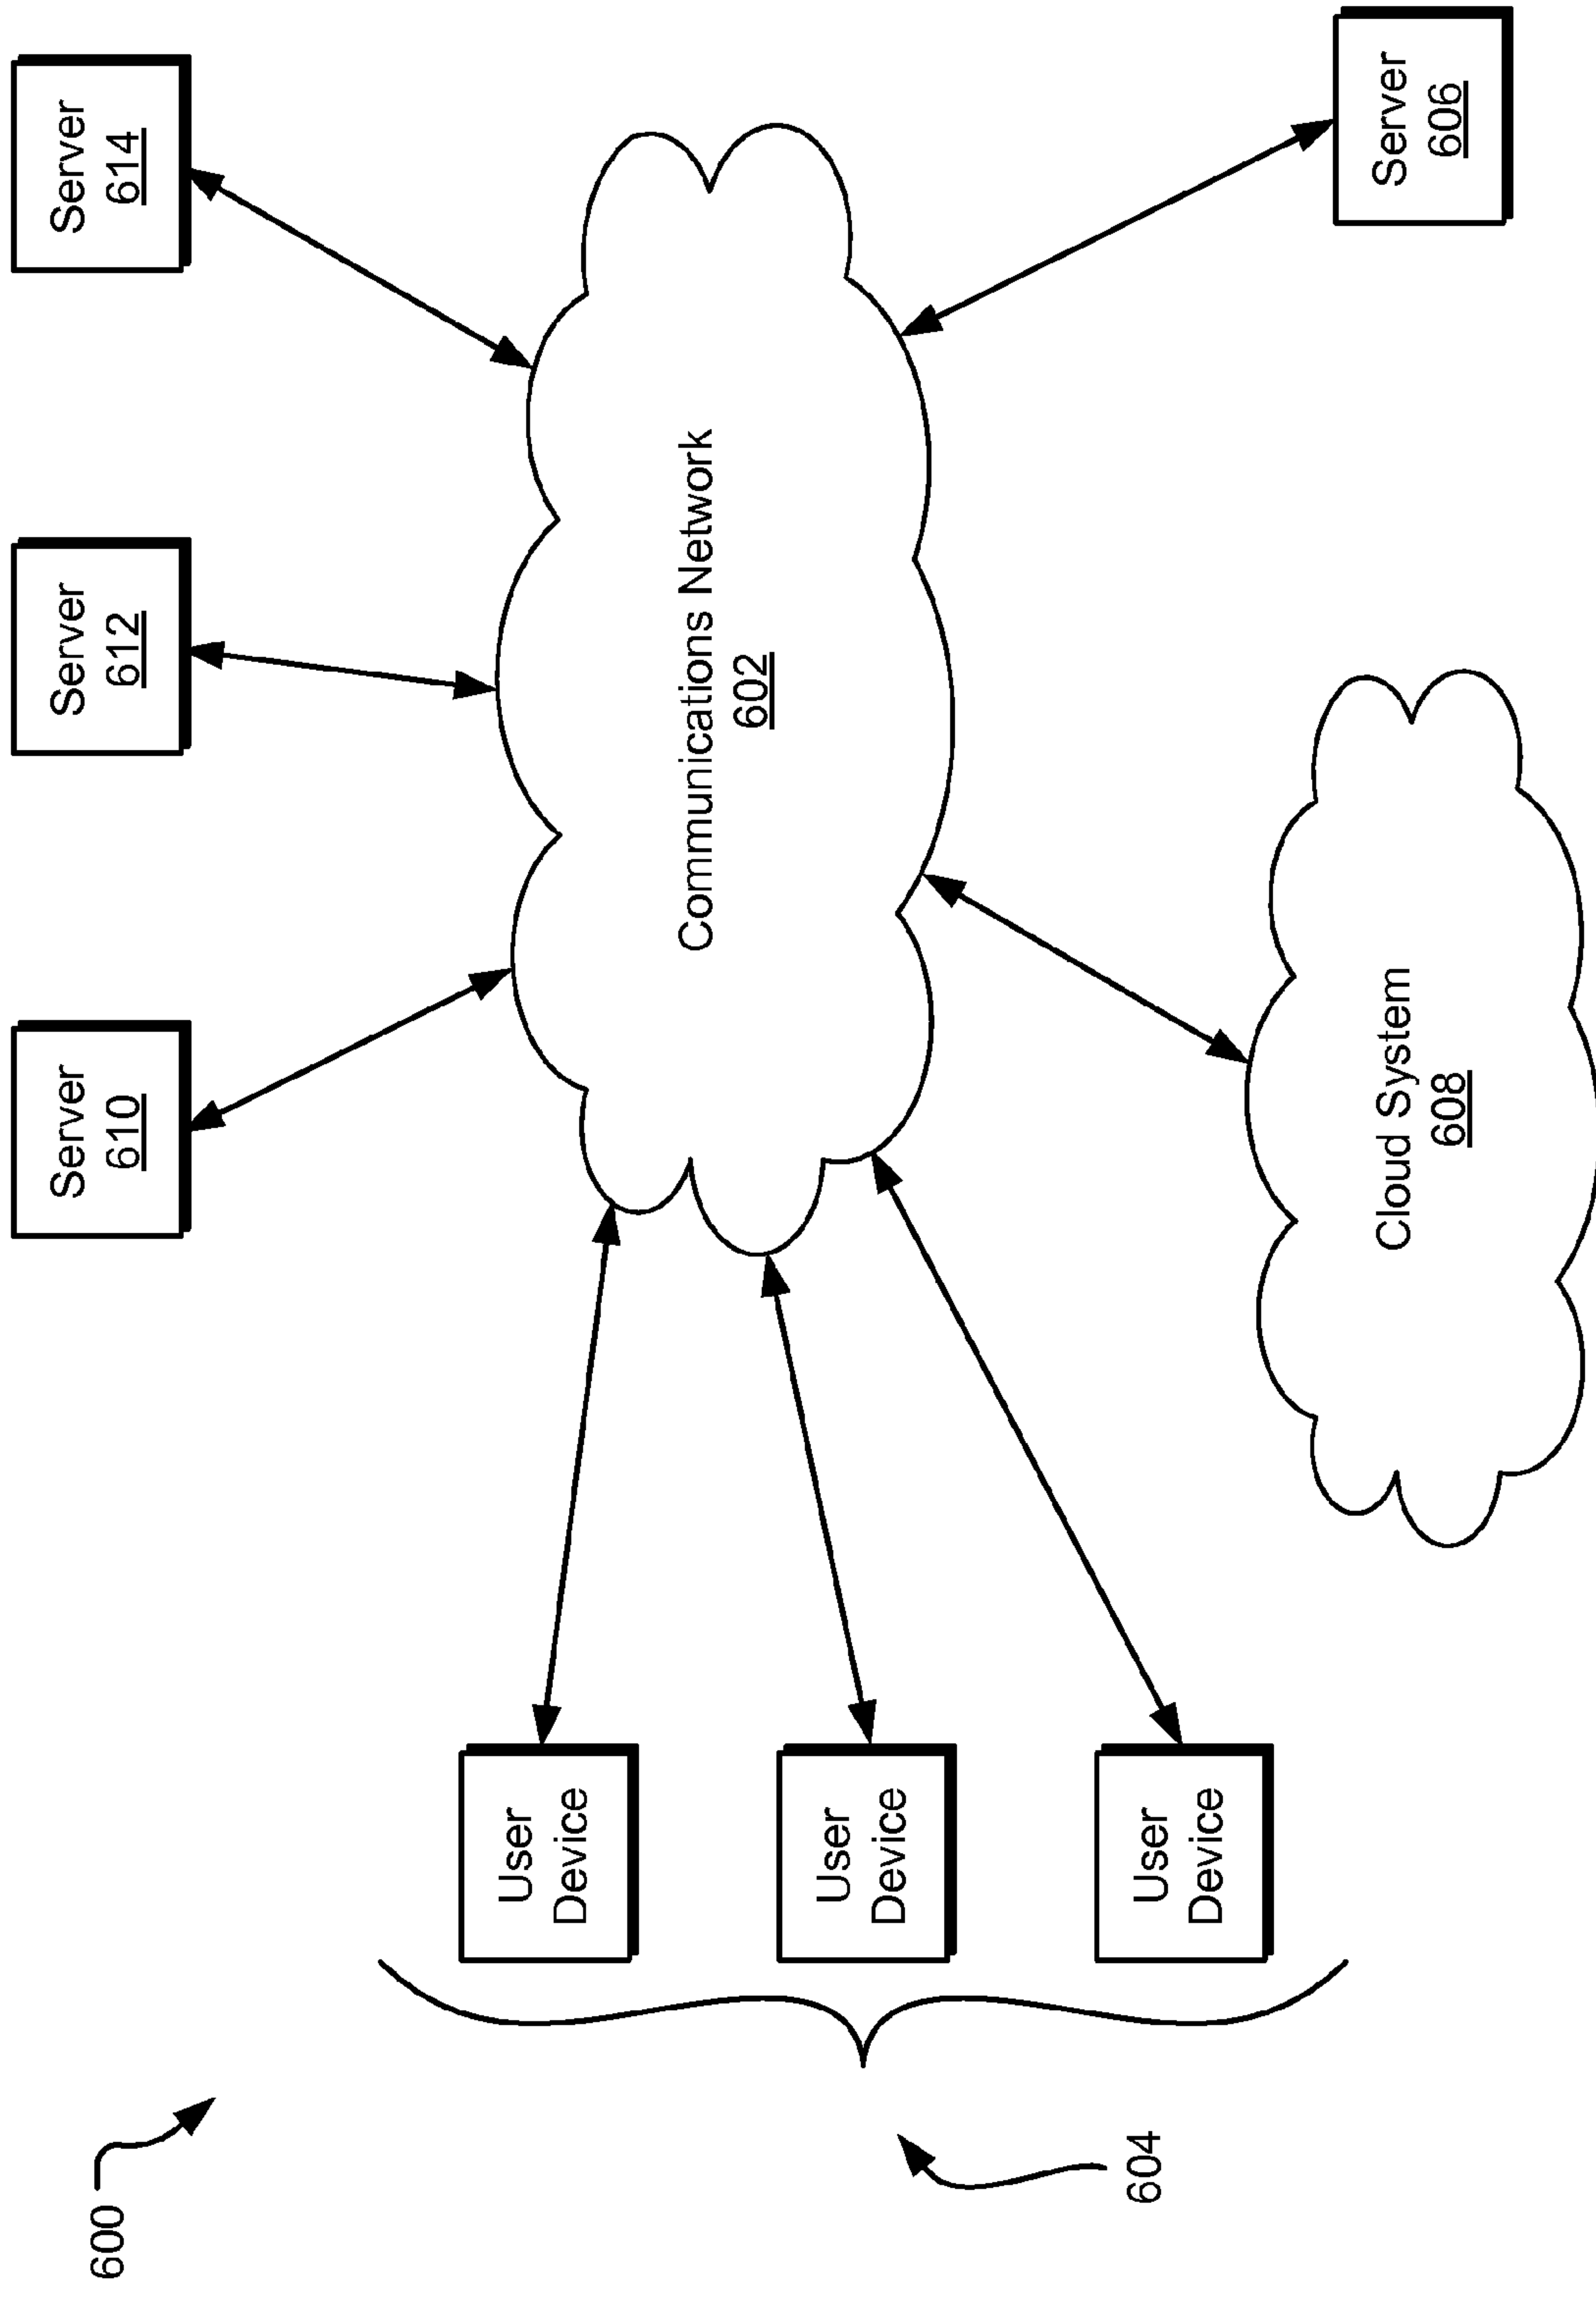 600
Server
610
Server
612
Server
614
User
Device
User
Device
User
Device
Communications Network
602
604
Cloud System
608
Server
606